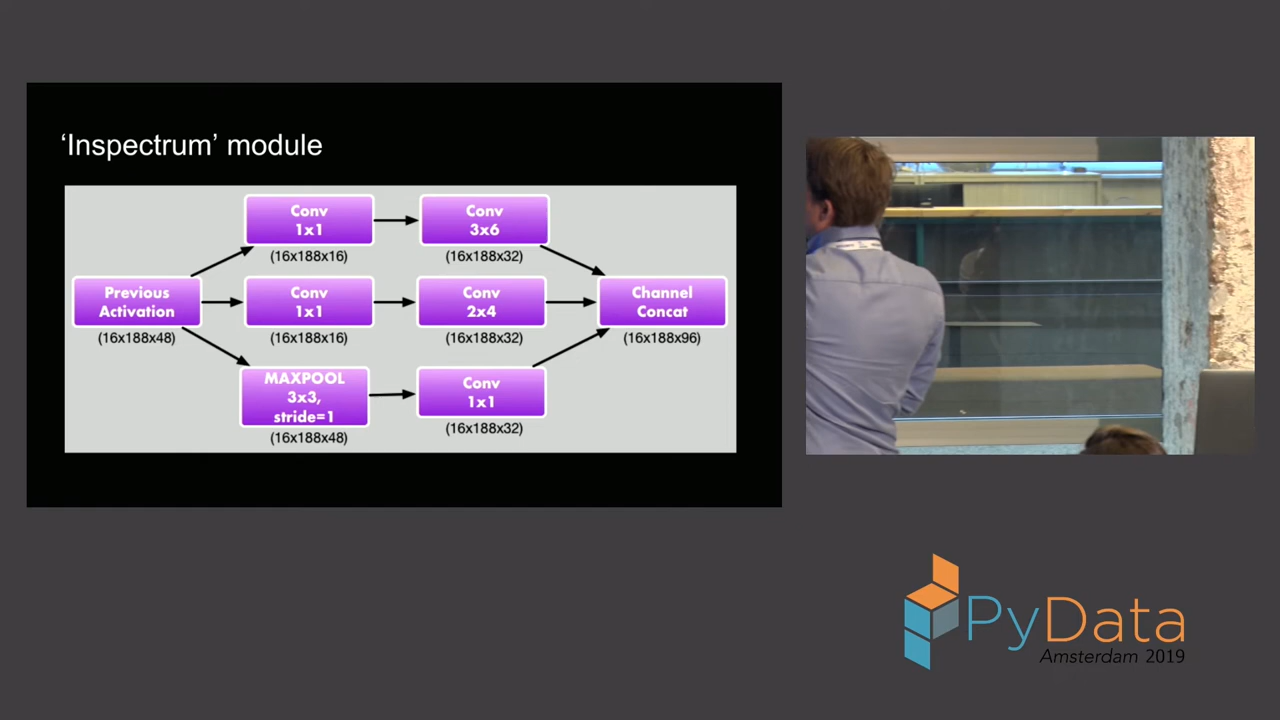 ‘Inspectrum’ module
Conv
1x1
(16x188x16)
Conv
3x6
(16x188x32)
Previous
Activation
(16x188x48)
Conv
1x1
(16x188x16)
Conv
2x4
(16x188x32)
Channel
Concat
(16x188x96)
MAXPOOL
3x3,
stride=1
(16x188x48)
Conv
1x1
(16x188x32)
PyData
Amsterdam 2019